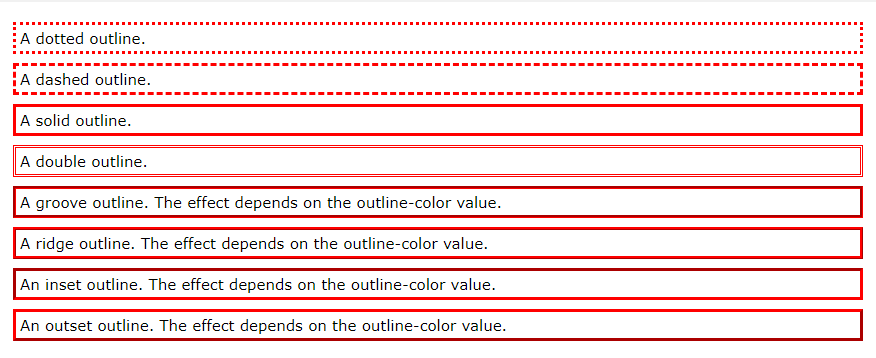 A dotted outline.
A dashed outline.
A solid outline.
A double outline.
A groove outline. The effect depends on the outline-color value.
A ridge outline. The effect depends on the outline-color value.
An inset outline. The effect depends on the outline-color value.
An outset outline. The effect depends on the outline-color value.